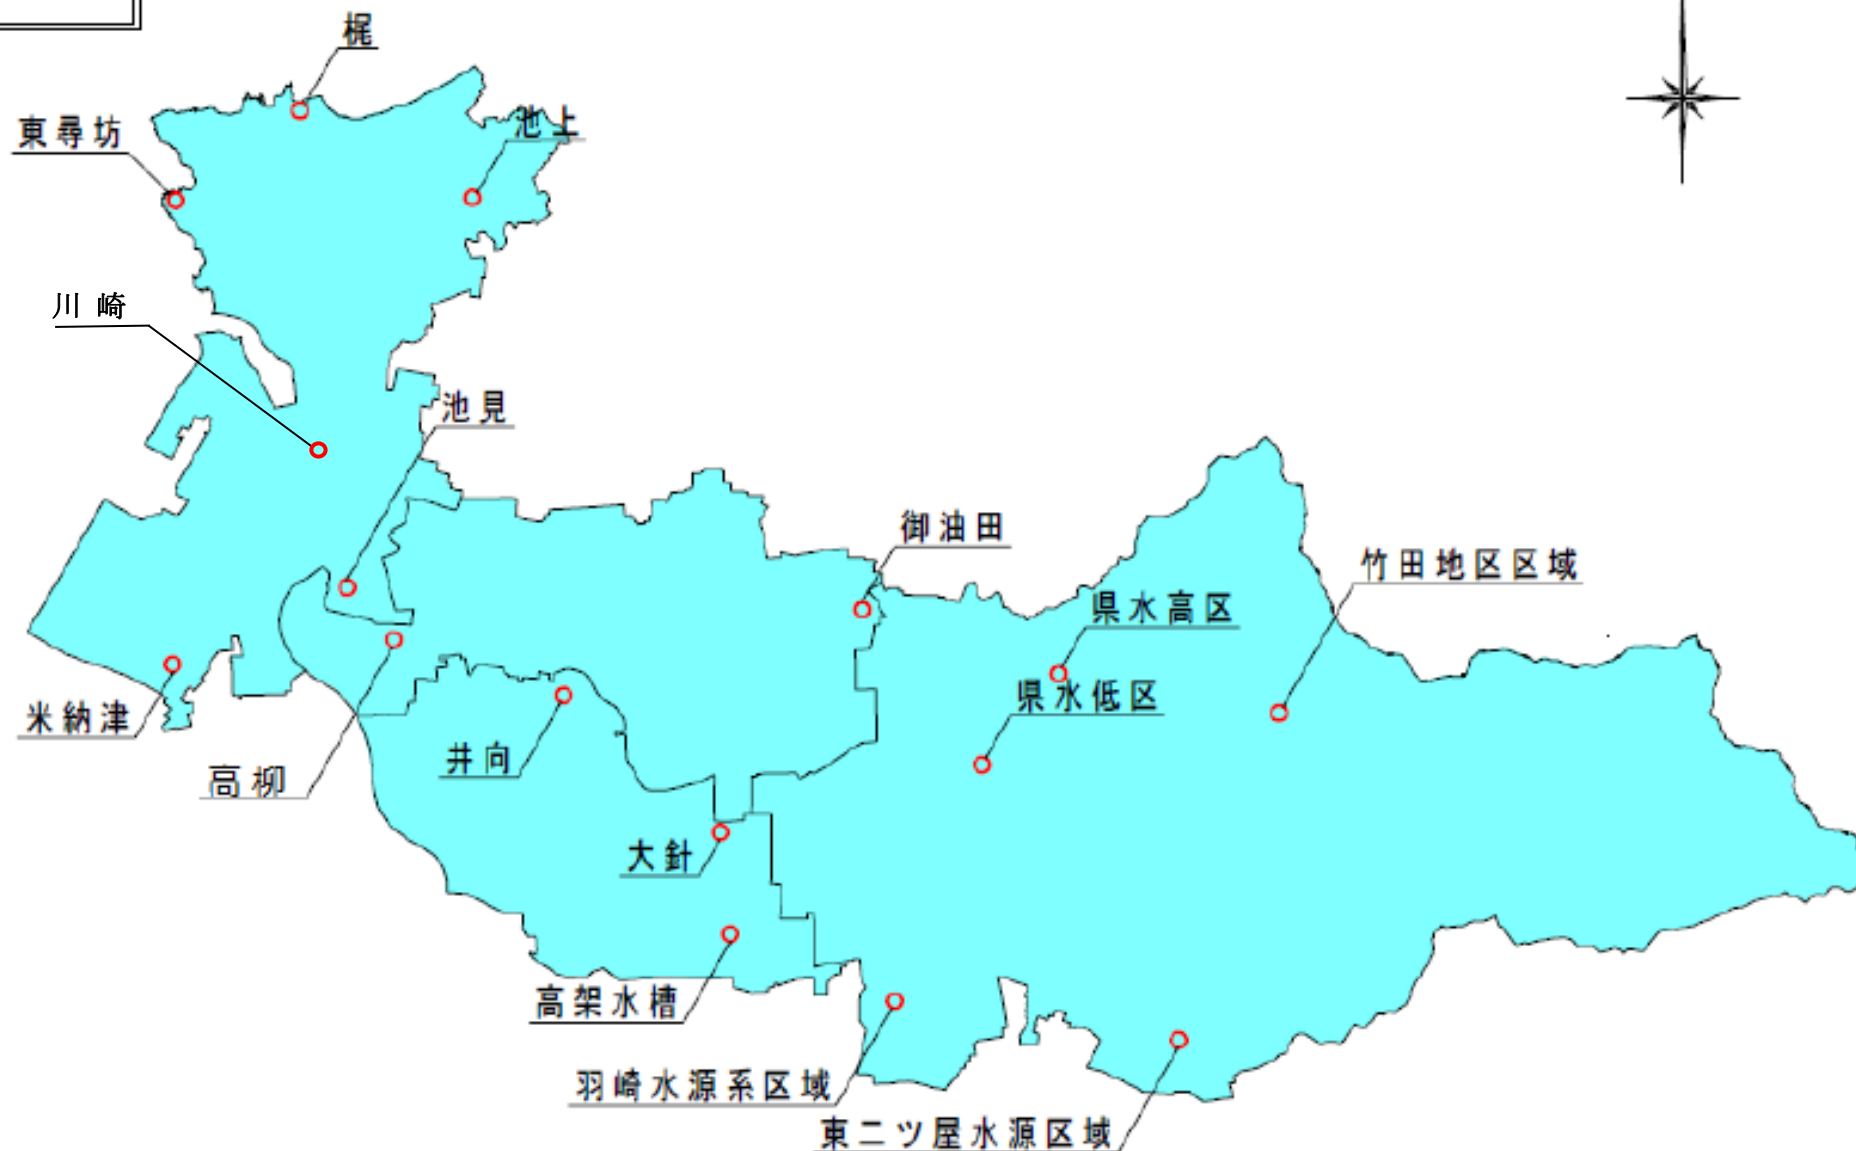 梶
池上
東尋坊
川崎
池見
御油田
竹田地区区域
県水高区
県水低区
米納津
井向
高柳
大針
高架水槽
羽崎水源系区域
東二ツ屋水源区域